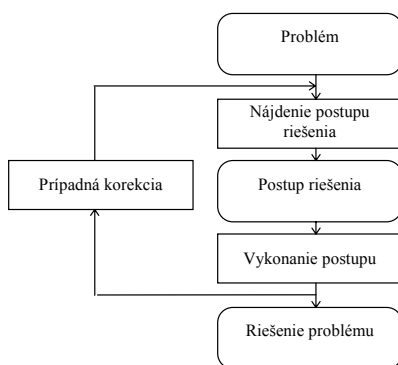 Problém
Nájdenie postupu
riešenia
Prípadná korekcia
Postup riešenia
Vykonanie postupu
Riešenie problému